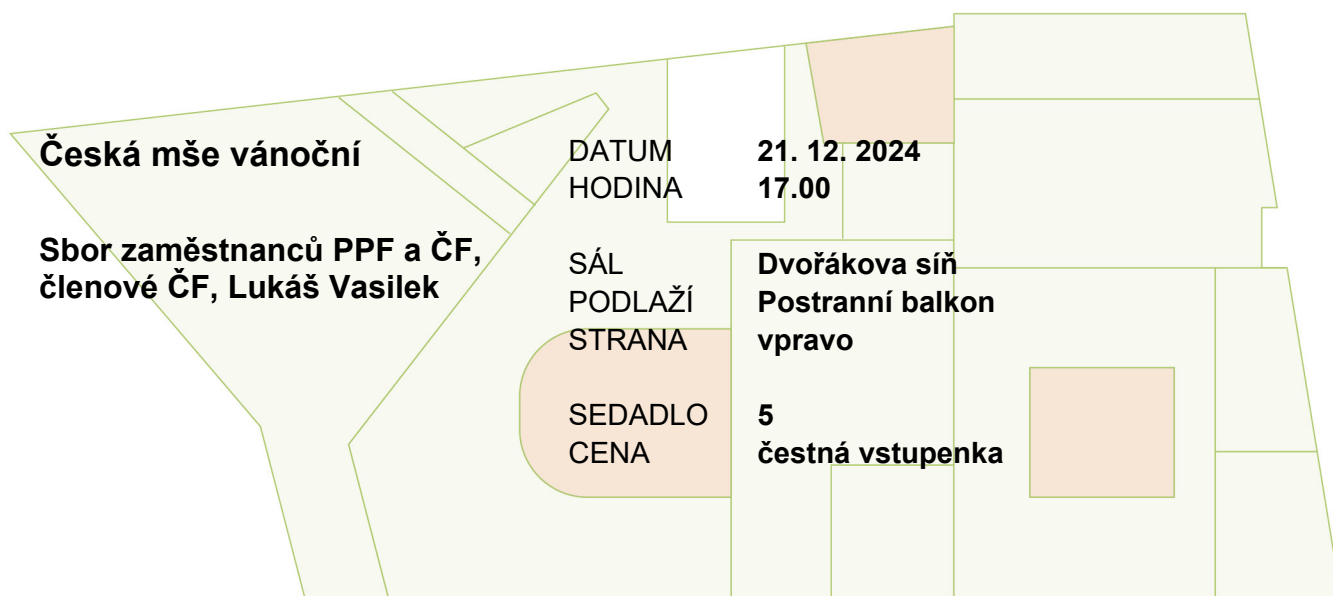 Česká mše vánoční
Sbor zaměstnanců PPF a ČF,
členové ČF, Lukáš Vasilek
DATUM 21. 12. 2024
HODINA 17.00
SÁL Dvořákova síň
PODLAŽÍ Postranní balkon
STRANA vpravo
SEDADLO 5
CENA čestná vstupenka